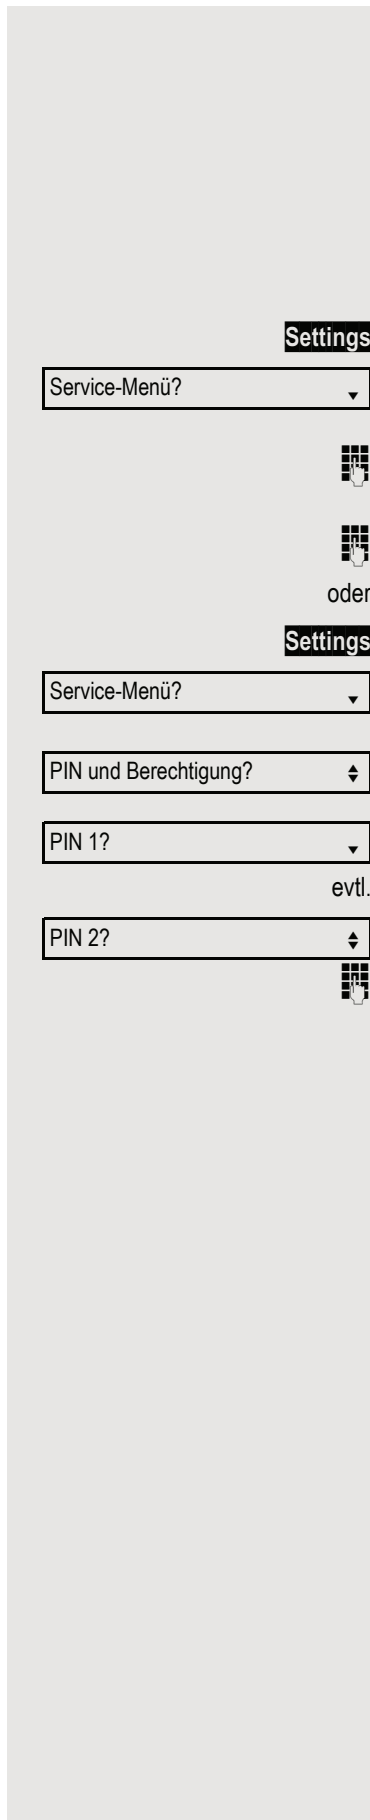 Settings
Service-Menü?
oder
Settings
Service-Menü?
PIN und Berechtigung?
PIN 1?
evtl.
PIN 2?